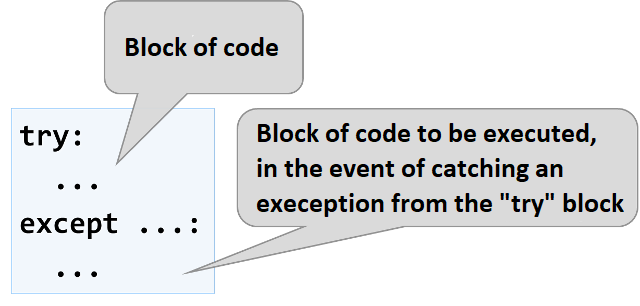 Block of code
try:
...
except ...:
...
Block of code to be executed,
in the event of catching an
exeception from the "try" block